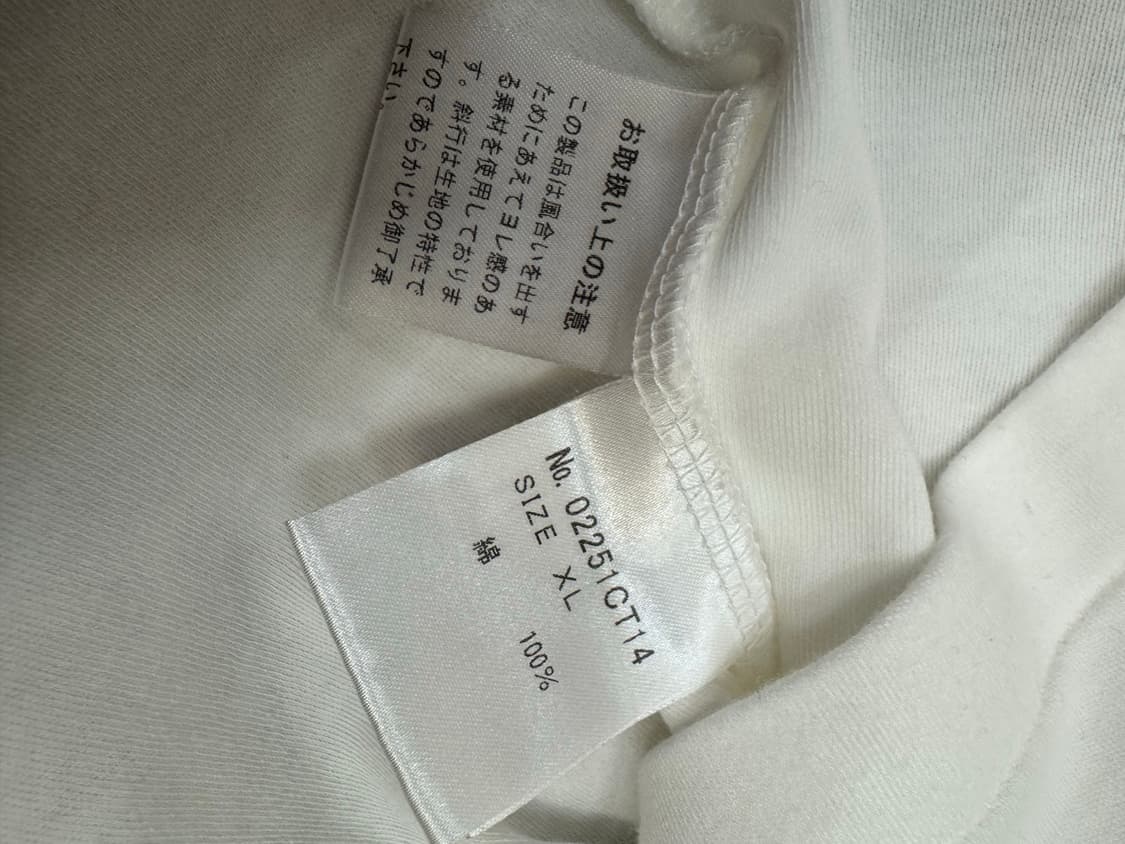 お取扱い上の注意
この製品は風合いを出す
ためにあえてヨレ感のあ
る素材を使用しておりま
す。斜行は生地の特性で
すのであらかじめ御了承
下さい
No. 02251CT14
SIZE XL
綿 100%